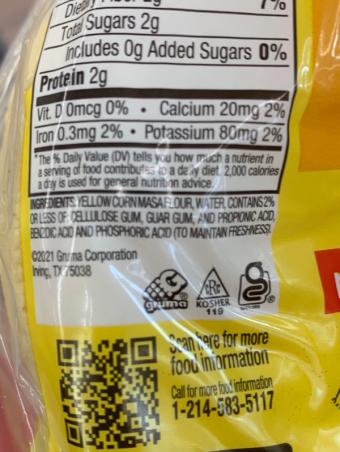 Dietary Fiber 2g 7%
Total Sugars 2g
Includes 0g Added Sugars 0%
Protein 2g
Vit. D 0mcg 0% • Calcium 20mg 2%
Iron 0.3mg 2% • Potassium 80mg 2%
*The % Daily Value (DV) tells you how much a nutrient in
a serving of food contributes to a daily diet. 2,000 calories
a day is used for general nutrition advice.
INGREDIENTS: YELLOW CORN MASA FLOUR, WATER, CONTAINS 2%
OR LESS OF: CELLULOSE GUM, GUAR GUM, AND PROPIONIC ACID,
BENZOIC ACID AND PHOSPHORIC ACID (TO MAINTAIN FRESHNESS).
©2021 Gruma Corporation
Irving, TX 75038
gruma
KOSHER
119
Scan here for more
food information
Call for more food information
1-214-583-5117